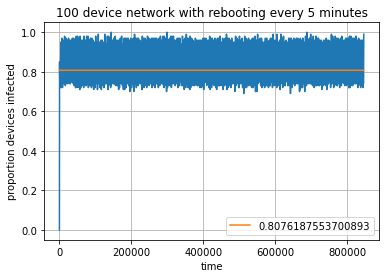 100 device network with rebooting every 5 minutes
1.0
0.8
0.6
0.4
0.2
0.0
proportion devices infected
0.8076187553700893
0 200000 400000 600000 800000
time